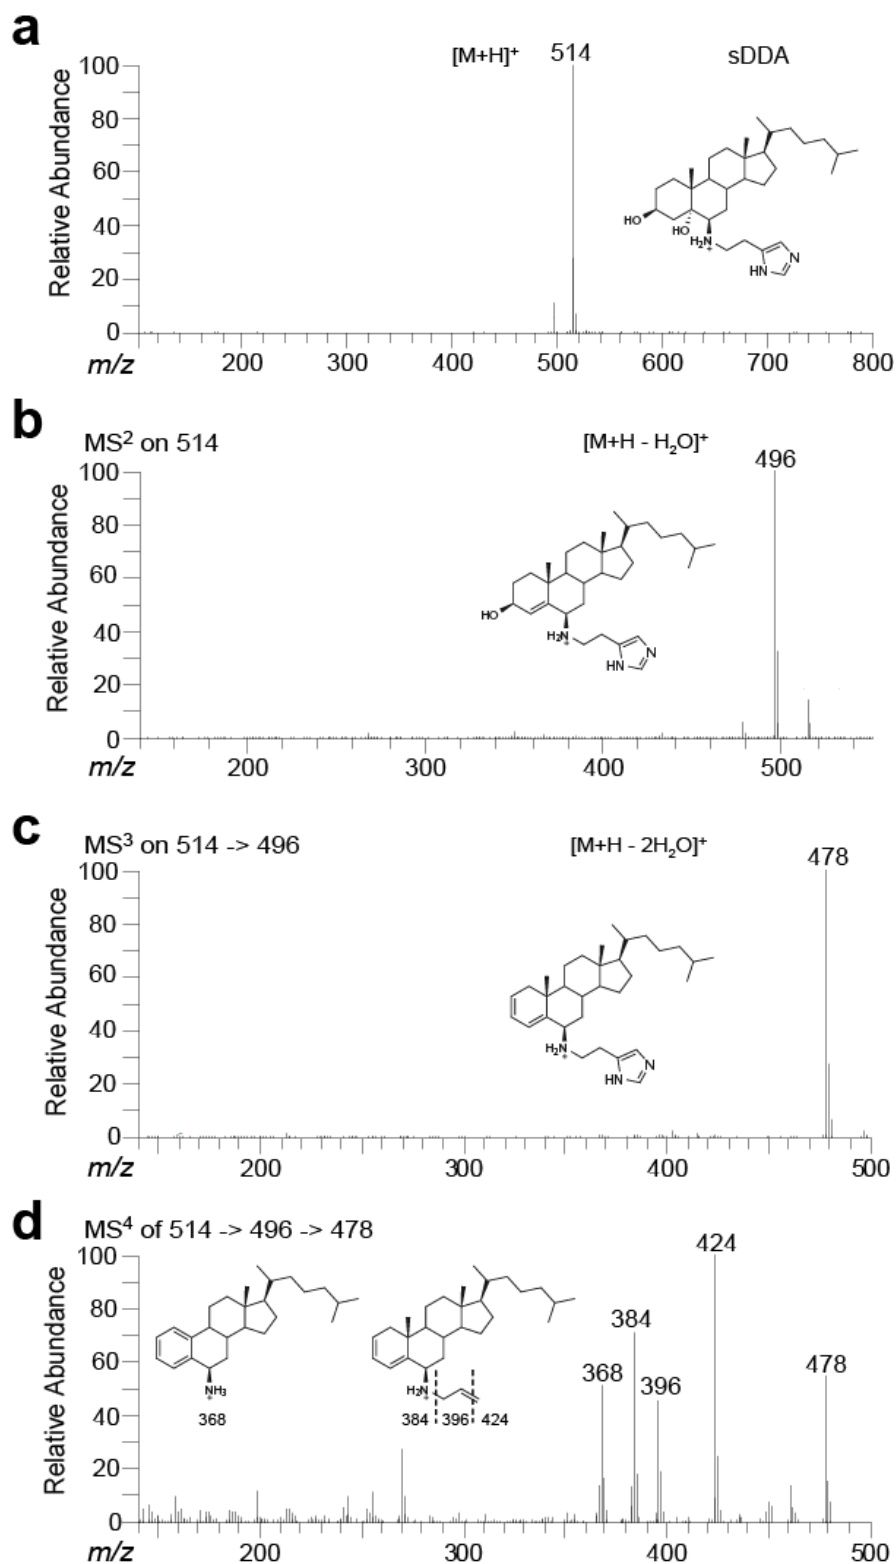 a
[M+H]+ 514 sDDA
Relative Abundance
100
80
60
40
20
0
HO
HO
H2N
+
HN
N
m/z 200 300 400 500 600 700 800
b
MS2 on 514 [M+H - H2O]+ 496
Relative Abundance
100
80
60
40
20
0
HO
H2N
+
HN
N
m/z 200 300 400 500
c
MS3 on 514 -> 496 [M+H - 2H2O]+ 478
Relative Abundance
100
80
60
40
20
0
H2N
+
HN
N
m/z 200 300 400 500
d
MS4 of 514 -> 496 -> 478
Relative Abundance
100
80
60
40
20
0
NH3
+
368
H2N
+
384 396 424
368
384
396
424
478
m/z 200 300 400 500